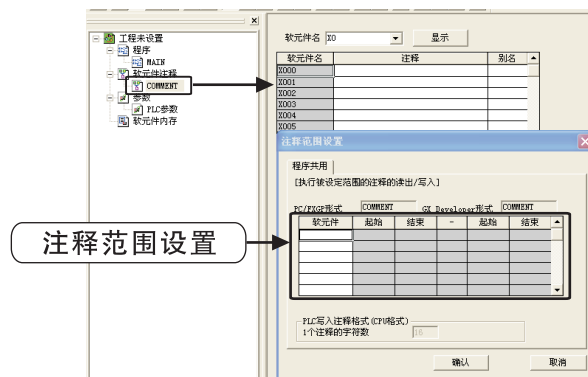 工程未设置
程序
MAIN
软元件注释
COMMENT
参数
PLC参数
软元件内存
软元件名 X0 显示
软元件名 注释 别名
X000
X001
X002
X003
X004
X005
注释范围设置
程序共用
[执行被设定范围的注释的读出/写入]
PC/FXGP形式 COMMENT GX Developer形式 COMMENT
软元件 起始 结束 - 起始 结束
注释范围设置
PLC写入注释格式(CPU格式)
1个注释的字符数 16
确认 取消